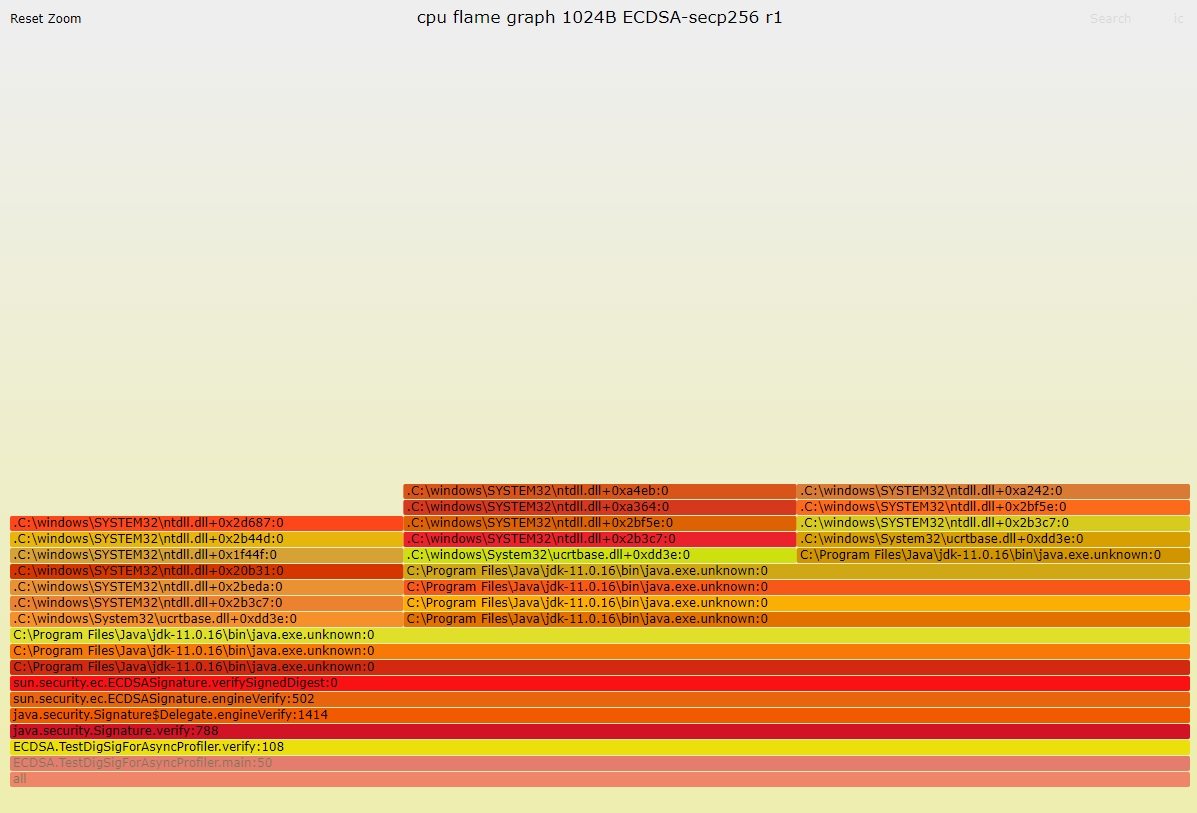 Reset Zoom
cpu flame graph 1024B ECDSA-secp256 r1
Search
ic
.C:\windows\SYSTEM32\ntdll.dll+0xa4eb:0
.C:\windows\SYSTEM32\ntdll.dll+0xa242:0
.C:\windows\SYSTEM32\ntdll.dll+0xa364:0
.C:\windows\SYSTEM32\ntdll.dll+0x2bf5e:0
.C:\windows\SYSTEM32\ntdll.dll+0x2d687:0
.C:\windows\SYSTEM32\ntdll.dll+0x2bf5e:0
.C:\windows\SYSTEM32\ntdll.dll+0x2b3c7:0
.C:\windows\SYSTEM32\ntdll.dll+0x2b44d:0
.C:\windows\SYSTEM32\ntdll.dll+0x2b3c7:0
.C:\windows\System32\ucrtbase.dll+0xdd3e:0
.C:\windows\SYSTEM32\ntdll.dll+0x1f44f:0
.C:\windows\System32\ucrtbase.dll+0xdd3e:0
C:\Program Files\Java\jdk-11.0.16\bin\java.exe.unknown:0
.C:\windows\SYSTEM32\ntdll.dll+0x20b31:0
C:\Program Files\Java\jdk-11.0.16\bin\java.exe.unknown:0
.C:\windows\SYSTEM32\ntdll.dll+0x2beda:0
C:\Program Files\Java\jdk-11.0.16\bin\java.exe.unknown:0
.C:\windows\SYSTEM32\ntdll.dll+0x2b3c7:0
C:\Program Files\Java\jdk-11.0.16\bin\java.exe.unknown:0
.C:\windows\System32\ucrtbase.dll+0xdd3e:0
C:\Program Files\Java\jdk-11.0.16\bin\java.exe.unknown:0
C:\Program Files\Java\jdk-11.0.16\bin\java.exe.unknown:0
C:\Program Files\Java\jdk-11.0.16\bin\java.exe.unknown:0
C:\Program Files\Java\jdk-11.0.16\bin\java.exe.unknown:0
sun.security.ec.ECDSASignature.verifySignedDigest:0
sun.security.ec.ECDSASignature.engineVerify:502
java.security.Signature$Delegate.engineVerify:1414
java.security.Signature.verify:788
ECDSA.TestDigSigForAsyncProfiler.verify:108
ECDSA.TestDigSigForAsyncProfiler.main:50
all